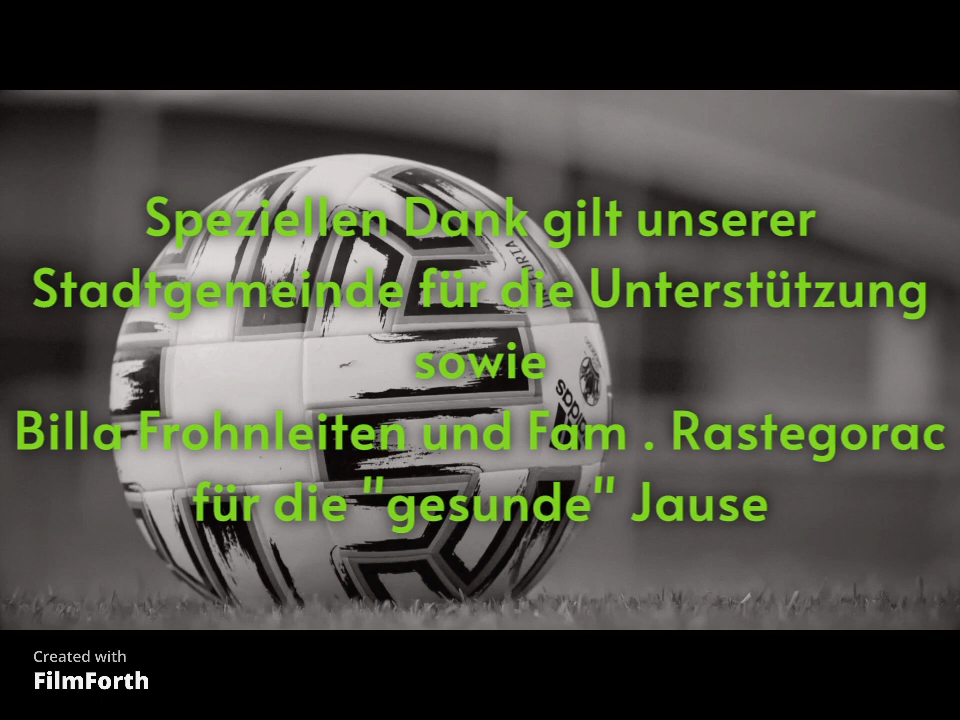 Speziellen Dank gilt unserer
Stadtgemeinde für die Unterstützung
sowie
Billa Frohnleiten und Fam . Rastegorac
für die "gesunde" Jause
adidas
Created with
FilmForth